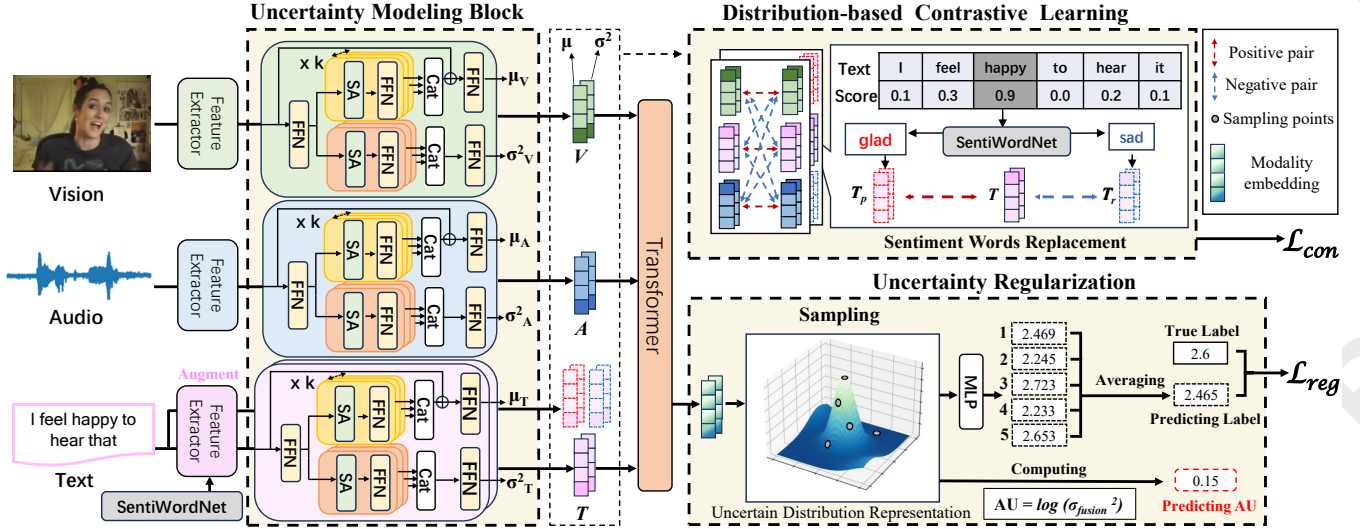 Uncertainty Modeling Block
Distribution-based Contrastive Learning
Vision
Feature Extractor
FFN
x k
SA
FFN
Cat
FFN
μV
SA
FFN
Cat
FFN
σ²V
Audio
Feature Extractor
FFN
x k
SA
FFN
Cat
FFN
μA
SA
FFN
Cat
FFN
σ²A
Augment
I feel happy to
hear that
Text
Feature Extractor
SentiWordNet
FFN
x k
SA
FFN
Cat
FFN
μT
SA
FFN
Cat
FFN
σ²T
μ
σ²
V
A
T
Transformer
Text I feel happy to hear it
Score 0.1 0.3 0.9 0.0 0.2 0.1
glad
SentiWordNet
sad
Tp
T
Tr
Sentiment Words Replacement
Positive pair
Negative pair
Sampling points
Modality
embedding
ℒcon
Uncertainty Regularization
Sampling
Uncertain Distribution Representation
MLP
1 2.469
2 2.245
3 2.723
4 2.233
5 2.653
Averaging
True Label
2.6
2.465
Predicting Label
ℒreg
Computing
AU = log (σfusion²)
0.15
Predicting AU